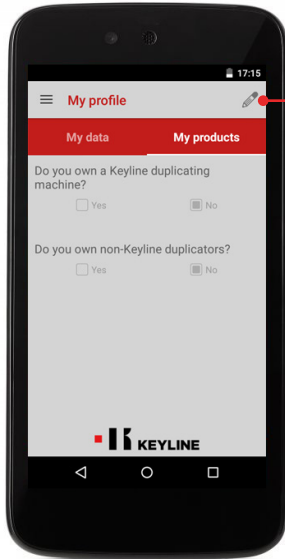 17:15
My profile
My data My products
Do you own a Keyline duplicating
machine?
Yes No
Do you own non-Keyline duplicators?
Yes No
KEYLINE